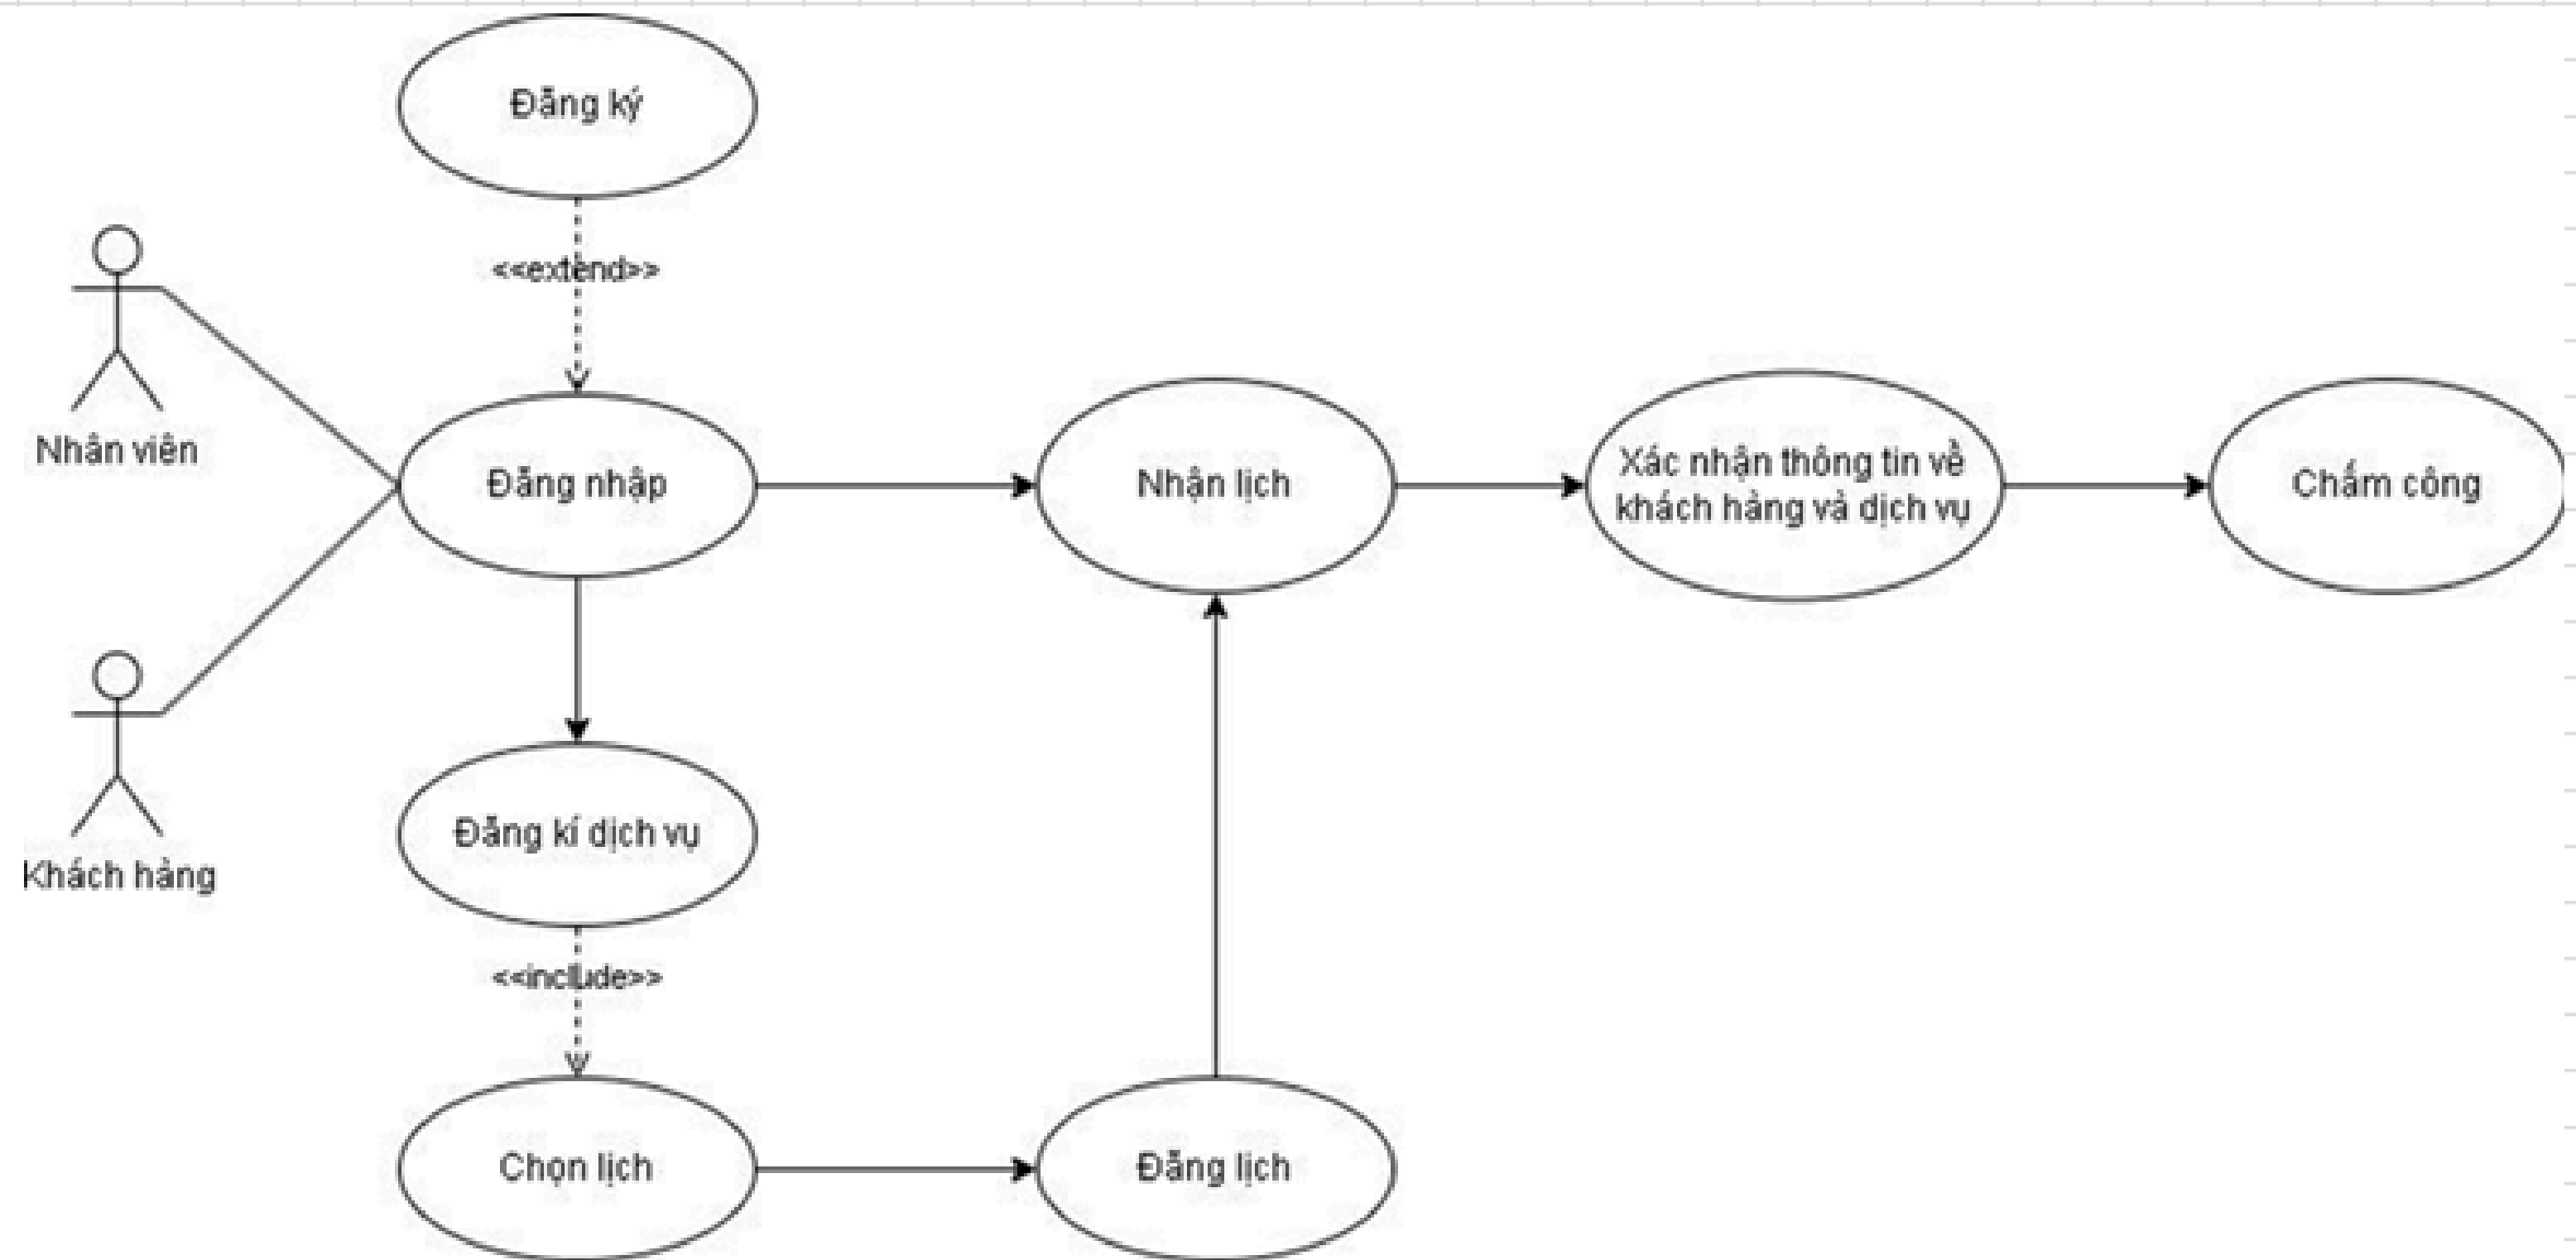 Đăng ký
<<extend>>
Nhân viên
Đăng nhập
Nhận lịch
Xác nhận thông tin về
khách hàng và dịch vụ
Chấm công
Đăng kí dịch vụ
Khách hàng
<<include>>
Chọn lịch
Đăng lịch